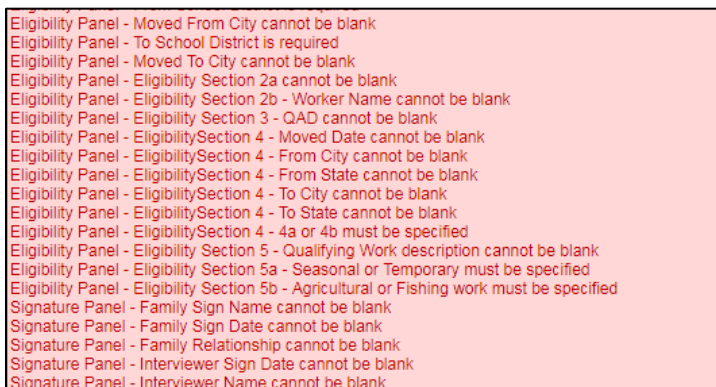 Eligibility Panel - From School District is required
Eligibility Panel - Moved From City cannot be blank
Eligibility Panel - To School District is required
Eligibility Panel - Moved To City cannot be blank
Eligibility Panel - Eligibility Section 2a cannot be blank
Eligibility Panel - Eligibility Section 2b - Worker Name cannot be blank
Eligibility Panel - Eligibility Section 3 - QAD cannot be blank
Eligibility Panel - EligibilitySection 4 - Moved Date cannot be blank
Eligibility Panel - EligibilitySection 4 - From City cannot be blank
Eligibility Panel - EligibilitySection 4 - From State cannot be blank
Eligibility Panel - EligibilitySection 4 - To City cannot be blank
Eligibility Panel - EligibilitySection 4 - To State cannot be blank
Eligibility Panel - EligibilitySection 4 - 4a or 4b must be specified
Eligibility Panel - Eligibility Section 5 - Qualifying Work description cannot be blank
Eligibility Panel - Eligibility Section 5a - Seasonal or Temporary must be specified
Eligibility Panel - Eligibility Section 5b - Agricultural or Fishing work must be specified
Signature Panel - Family Sign Name cannot be blank
Signature Panel - Family Sign Date cannot be blank
Signature Panel - Family Relationship cannot be blank
Signature Panel - Interviewer Sign Date cannot be blank
Signature Panel - Interviewer Name cannot be blank